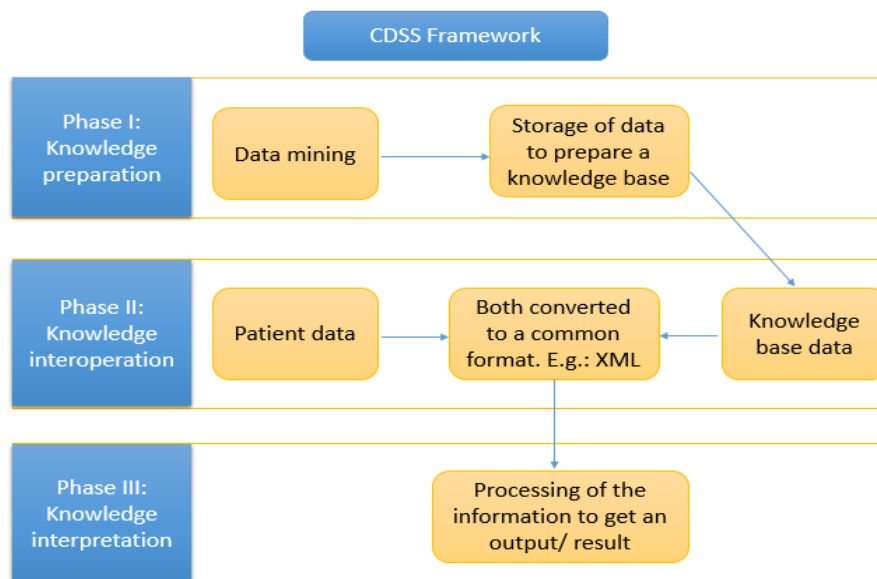 CDSS Framework
Phase I:
Knowledge
preparation
Data mining
Storage of data
to prepare a
knowledge base
Phase II:
Knowledge
interoperation
Patient data
Both converted
to a common
format. E.g.: XML
Knowledge
base data
Phase III:
Knowledge
interpretation
Processing of the
information to get an
output/ result